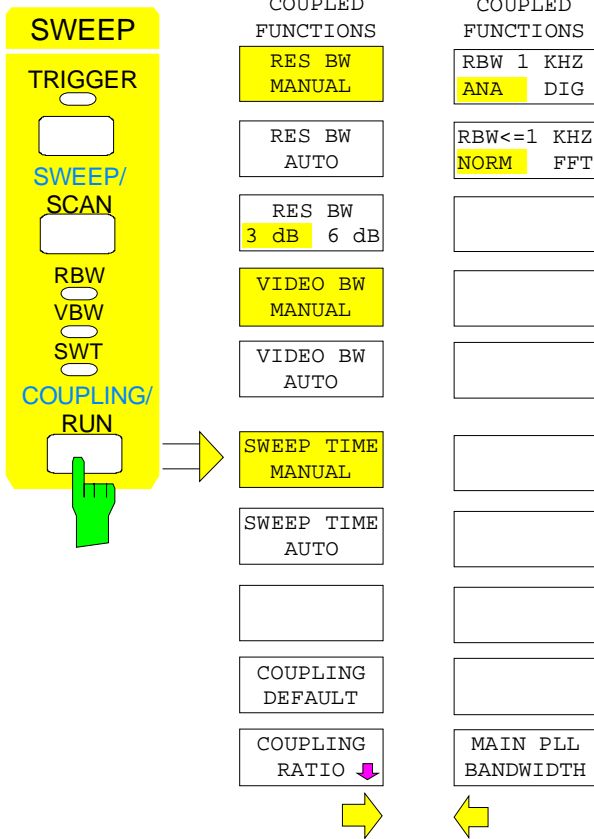 SWEEP
TRIGGER
SWEEP/
SCAN
RBW
VBW
SWT
COUPLING/
RUN
COUPLED
FUNCTIONS
RES BW
MANUAL
RES BW
AUTO
RES BW
3 dB 6 dB
VIDEO BW
MANUAL
VIDEO BW
AUTO
SWEEP TIME
MANUAL
SWEEP TIME
AUTO
COUPLING
DEFAULT
COUPLING
RATIO
COUPLED
FUNCTIONS
RBW 1 KHZ
ANA DIG
RBW<=1 KHZ
NORM FFT
MAIN PLL
BANDWIDTH